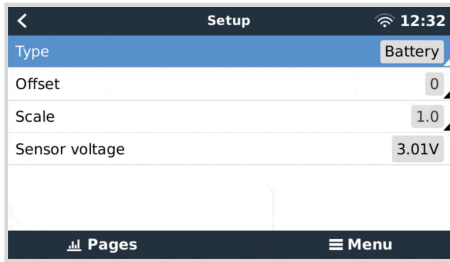 Setup 12:32
Type Battery
Offset 0
Scale 1.0
Sensor voltage 3.01V
Pages Menu